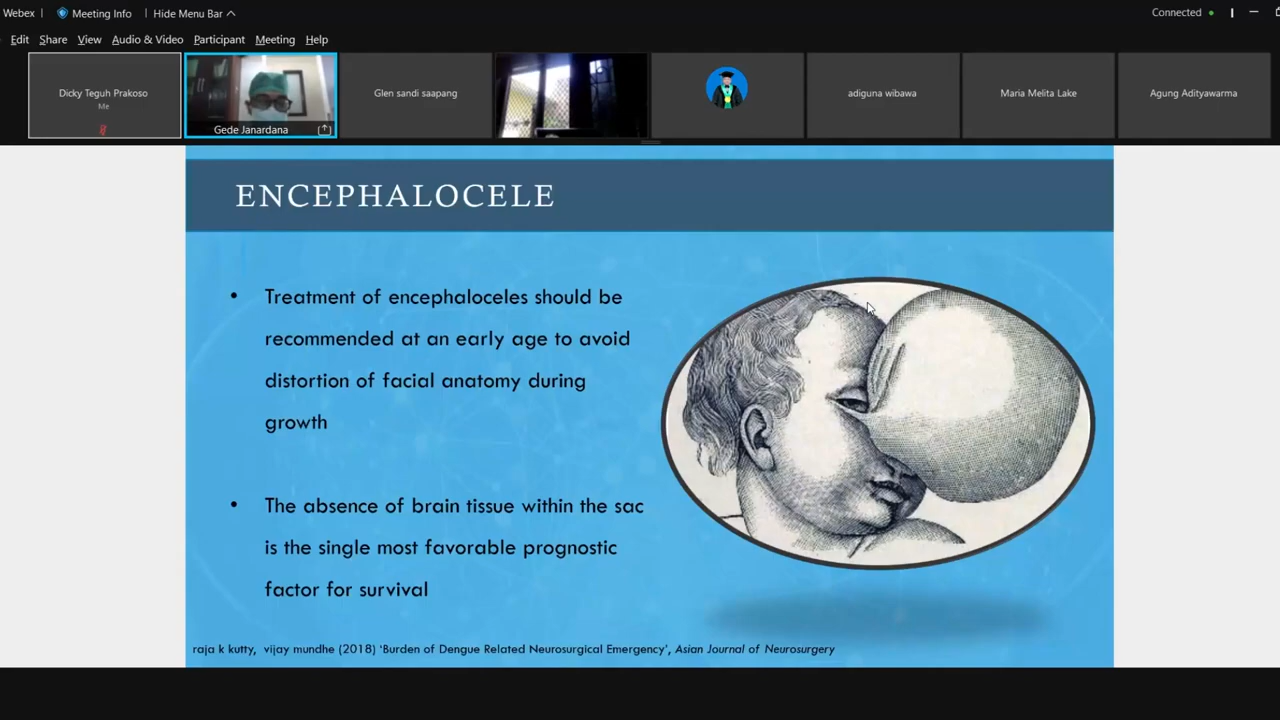 Webex
Meeting Info
Hide Menu Bar
Connected
Edit
Share
View
Audio & Video
Participant
Meeting
Help
Dicky Teguh Prakoso
Me
Gede Janardana
Glen sandi saapang
adiguna wibawa
Maria Melita Lake
Agung Adityawarma
ENCEPHALOCELE
• Treatment of encephaloceles should be
recommended at an early age to avoid
distortion of facial anatomy during
growth
• The absence of brain tissue within the sac
is the single most favorable prognostic
factor for survival
raja k kutty, vijay mundhe (2018) 'Burden of Dengue Related Neurosurgical Emergency', Asian Journal of Neurosurgery